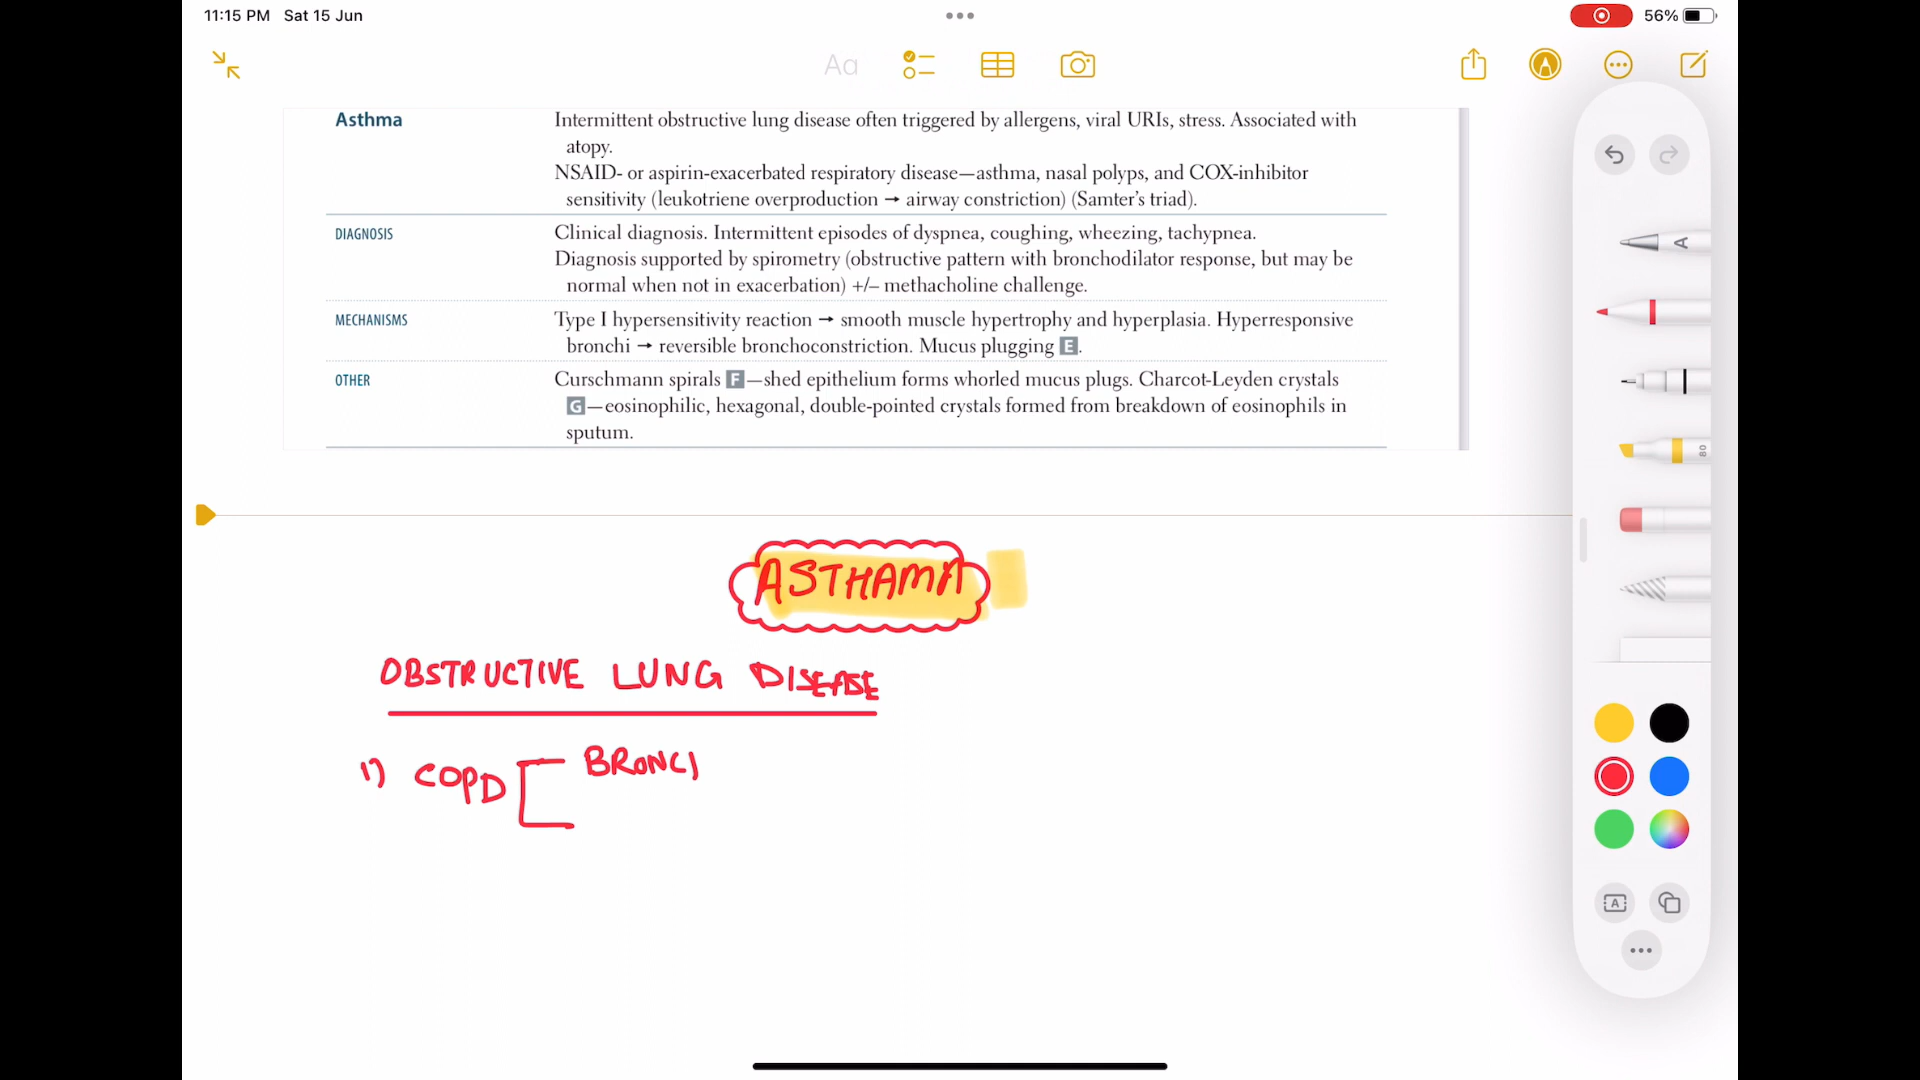 11:15 PM Sat 15 Jun
56%
Aa
Asthma
Intermittent obstructive lung disease often triggered by allergens, viral URIs, stress. Associated with
atopy.
NSAID- or aspirin-exacerbated respiratory disease—asthma, nasal polyps, and COX-inhibitor
sensitivity (leukotriene overproduction → airway constriction) (Samter's triad).
DIAGNOSIS
Clinical diagnosis. Intermittent episodes of dyspnea, coughing, wheezing, tachypnea.
Diagnosis supported by spirometry (obstructive pattern with bronchodilator response, but may be
normal when not in exacerbation) +/– methacholine challenge.
MECHANISMS
Type I hypersensitivity reaction → smooth muscle hypertrophy and hyperplasia. Hyperresponsive
bronchi → reversible bronchoconstriction. Mucus plugging E.
OTHER
Curschmann spirals F—shed epithelium forms whorled mucus plugs. Charcot-Leyden crystals
G—eosinophilic, hexagonal, double-pointed crystals formed from breakdown of eosinophils in
sputum.
ASTHAMA
OBSTRUCTIVE LUNG DISEASE
1) COPD [ BRONCI
A
80
A